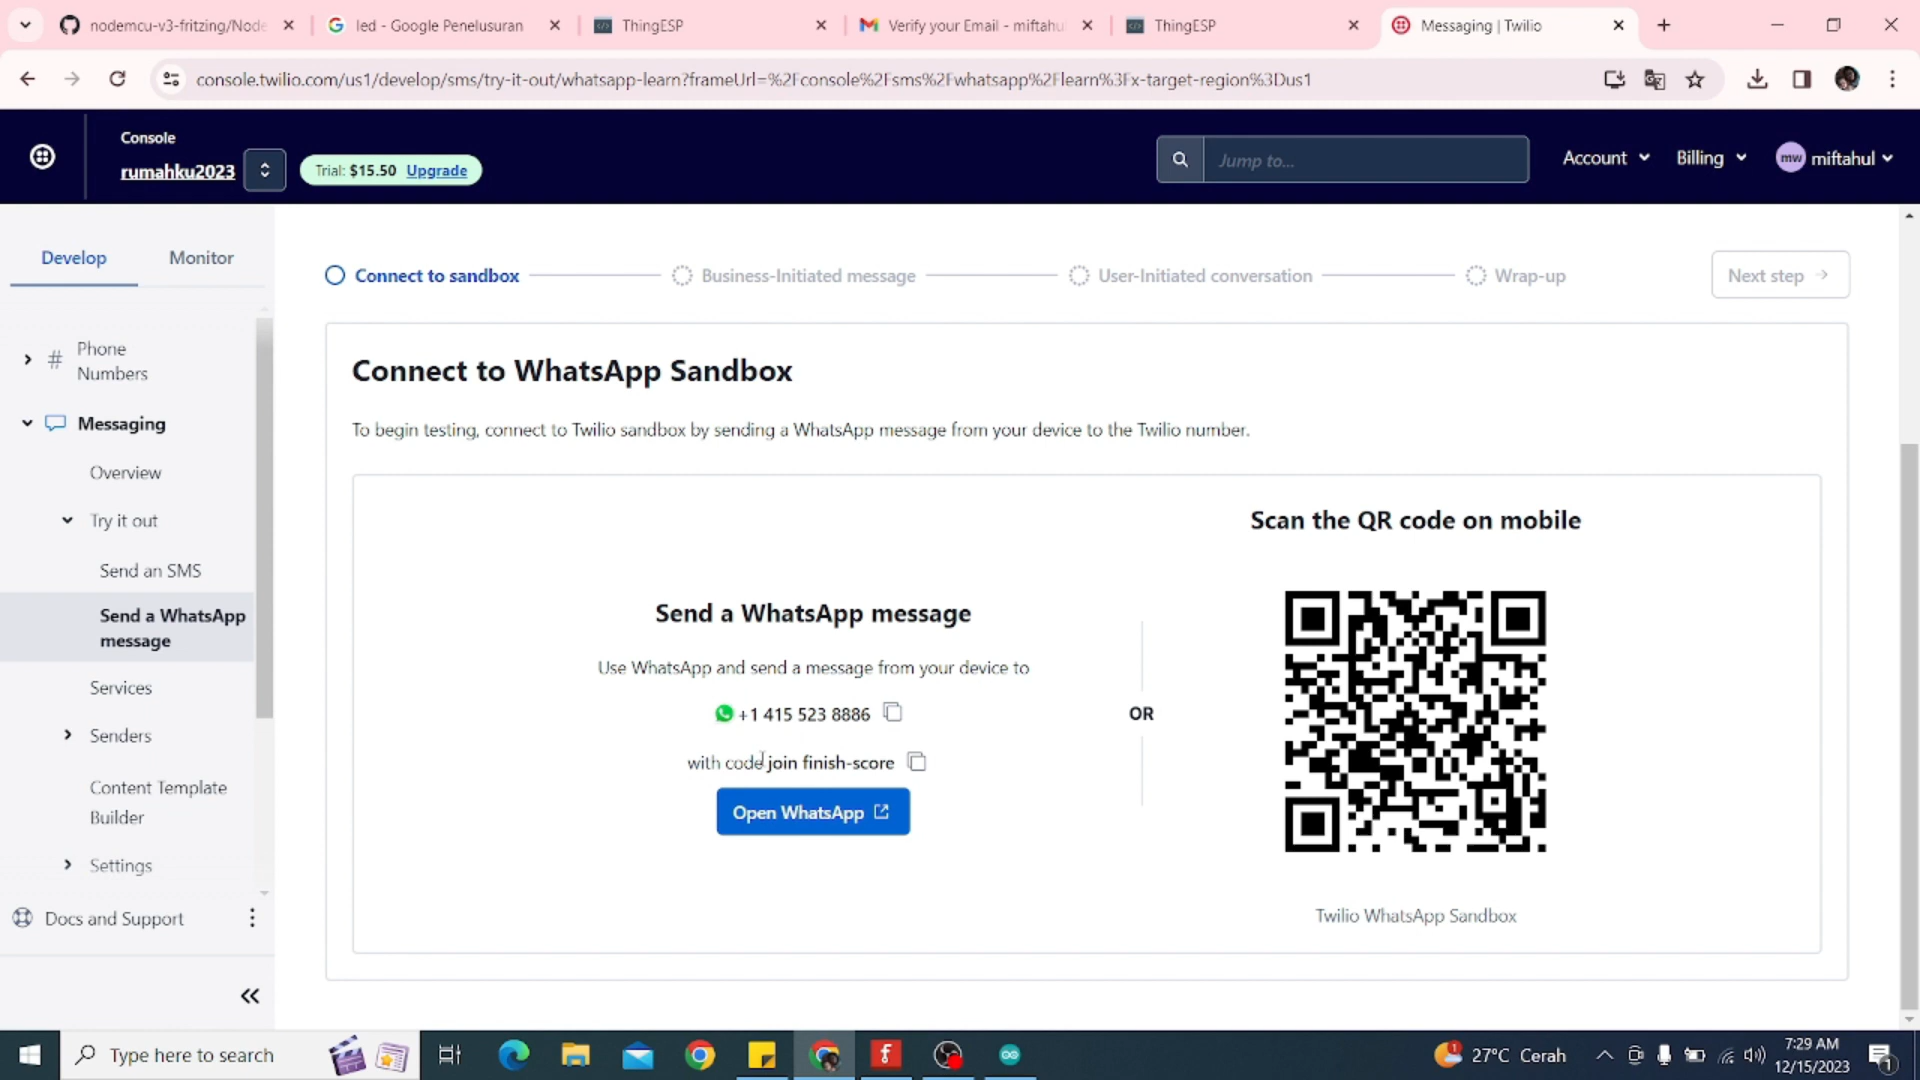 nodemcu-v3-fritzing/Node
led - Google Penelusuran
ThingESP
Verify your Email - miftahu
ThingESP
Messaging | Twilio
console.twilio.com/us1/develop/sms/try-it-out/whatsapp-learn?frameUrl=%2Fconsole%2Fsms%2Fwhatsapp%2Flearn%3Fx-target-region%3Dus1
Console
rumahku2023
Trial: $15.50 Upgrade
Jump to...
Account
Billing
mw miftahul
Develop
Monitor
Phone
Numbers
Messaging
Overview
Try it out
Send an SMS
Send a WhatsApp
message
Services
Senders
Content Template
Builder
Settings
Docs and Support
Connect to sandbox
Business-Initiated message
User-Initiated conversation
Wrap-up
Next step
Connect to WhatsApp Sandbox
To begin testing, connect to Twilio sandbox by sending a WhatsApp message from your device to the Twilio number.
Send a WhatsApp message
Use WhatsApp and send a message from your device to
+1 415 523 8886
with code join finish-score
Open WhatsApp
OR
Scan the QR code on mobile
Twilio WhatsApp Sandbox
Type here to search
1
27°C Cerah
7:29 AM
12/15/2023
1